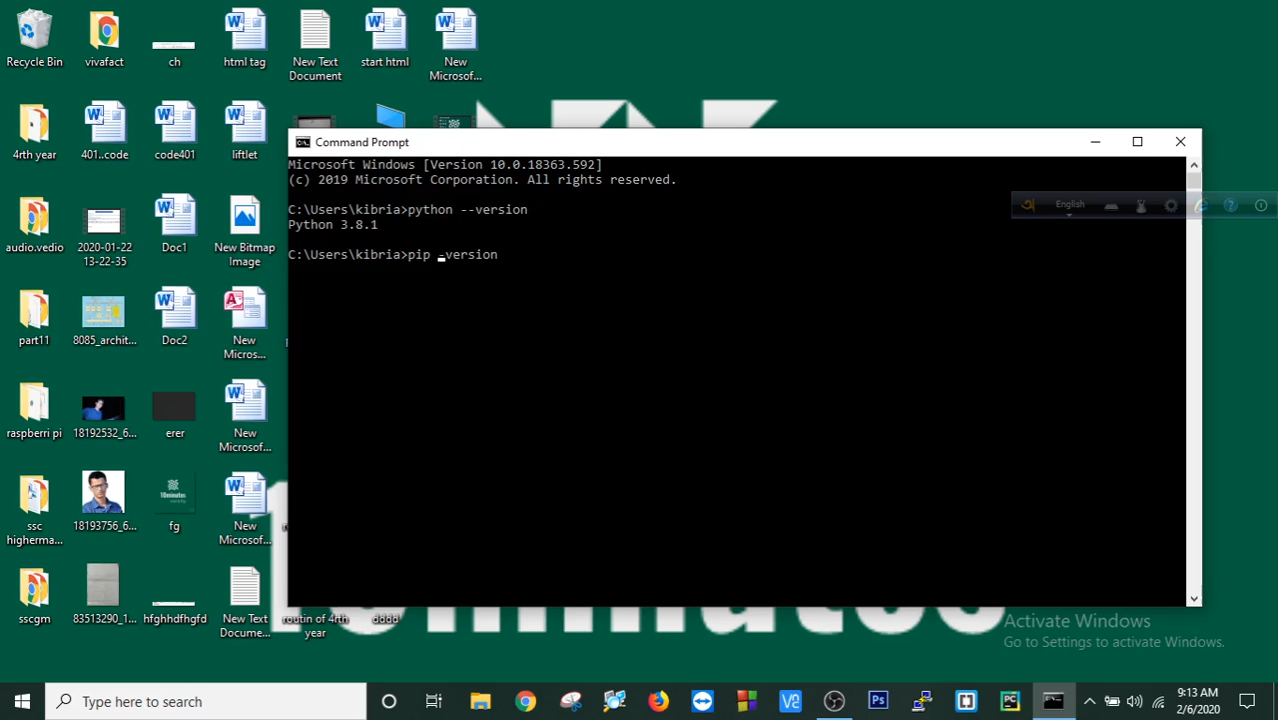 Recycle Bin
vivafact
ch
html tag
New Text
Document
start html
New
Microsof...
4rth year
401..code
code401
liftlet
audio.vedio
2020-01-22
13-22-35
Doc1
New Bitmap
Image
part11
8085_archit...
Doc2
New
Micros...
raspberri pi
18192532_6...
erer
New
Microsof...
ssc
higherma...
18193756_6...
fg
New
Microsof...
sscgm
83513290_1...
hfghhdfhgfd
New Text
Docume...
routin of 4rth
year
dddd
10minutes
Command Prompt
Microsoft Windows [Version 10.0.18363.592]
(c) 2019 Microsoft Corporation. All rights reserved.
C:\Users\kibria>python --version
Python 3.8.1
C:\Users\kibria>pip -version
English
Activate Windows
Go to Settings to activate Windows.
Type here to search
9:13 AM
2/6/2020